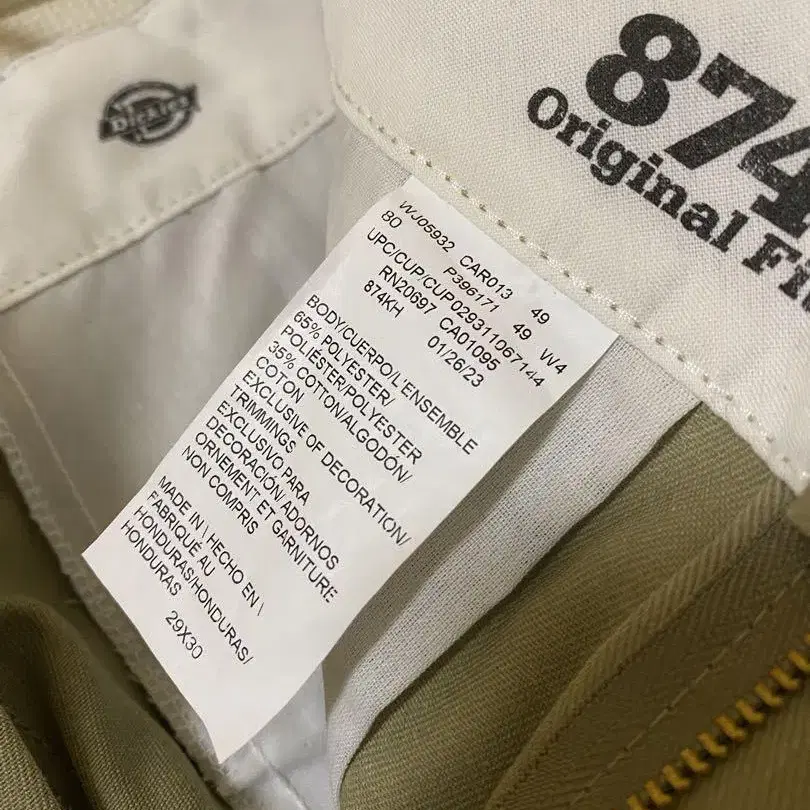 Dickies
874
Original Fit
WJ05932 CAR013 49
80 P396171 49 W4
UPC/CUP/CUP029311067144
RN20697 CA01095
874KH 01/26/23
BODY/CUERPO/L'ENSEMBLE
65% POLYESTER/
POLIÉSTER/POLYESTER
35% COTTON/ALGODÓN/
COTON
EXCLUSIVE OF DECORATION/
TRIMMINGS
EXCLUSIVO PARA
DECORACIÓN/ADORNOS
ORNEMENT ET GARNITURE
NON COMPRIS
MADE IN \ HECHO EN \
FABRIQUÉ AU
HONDURAS/HONDURAS/
HONDURAS
29X30